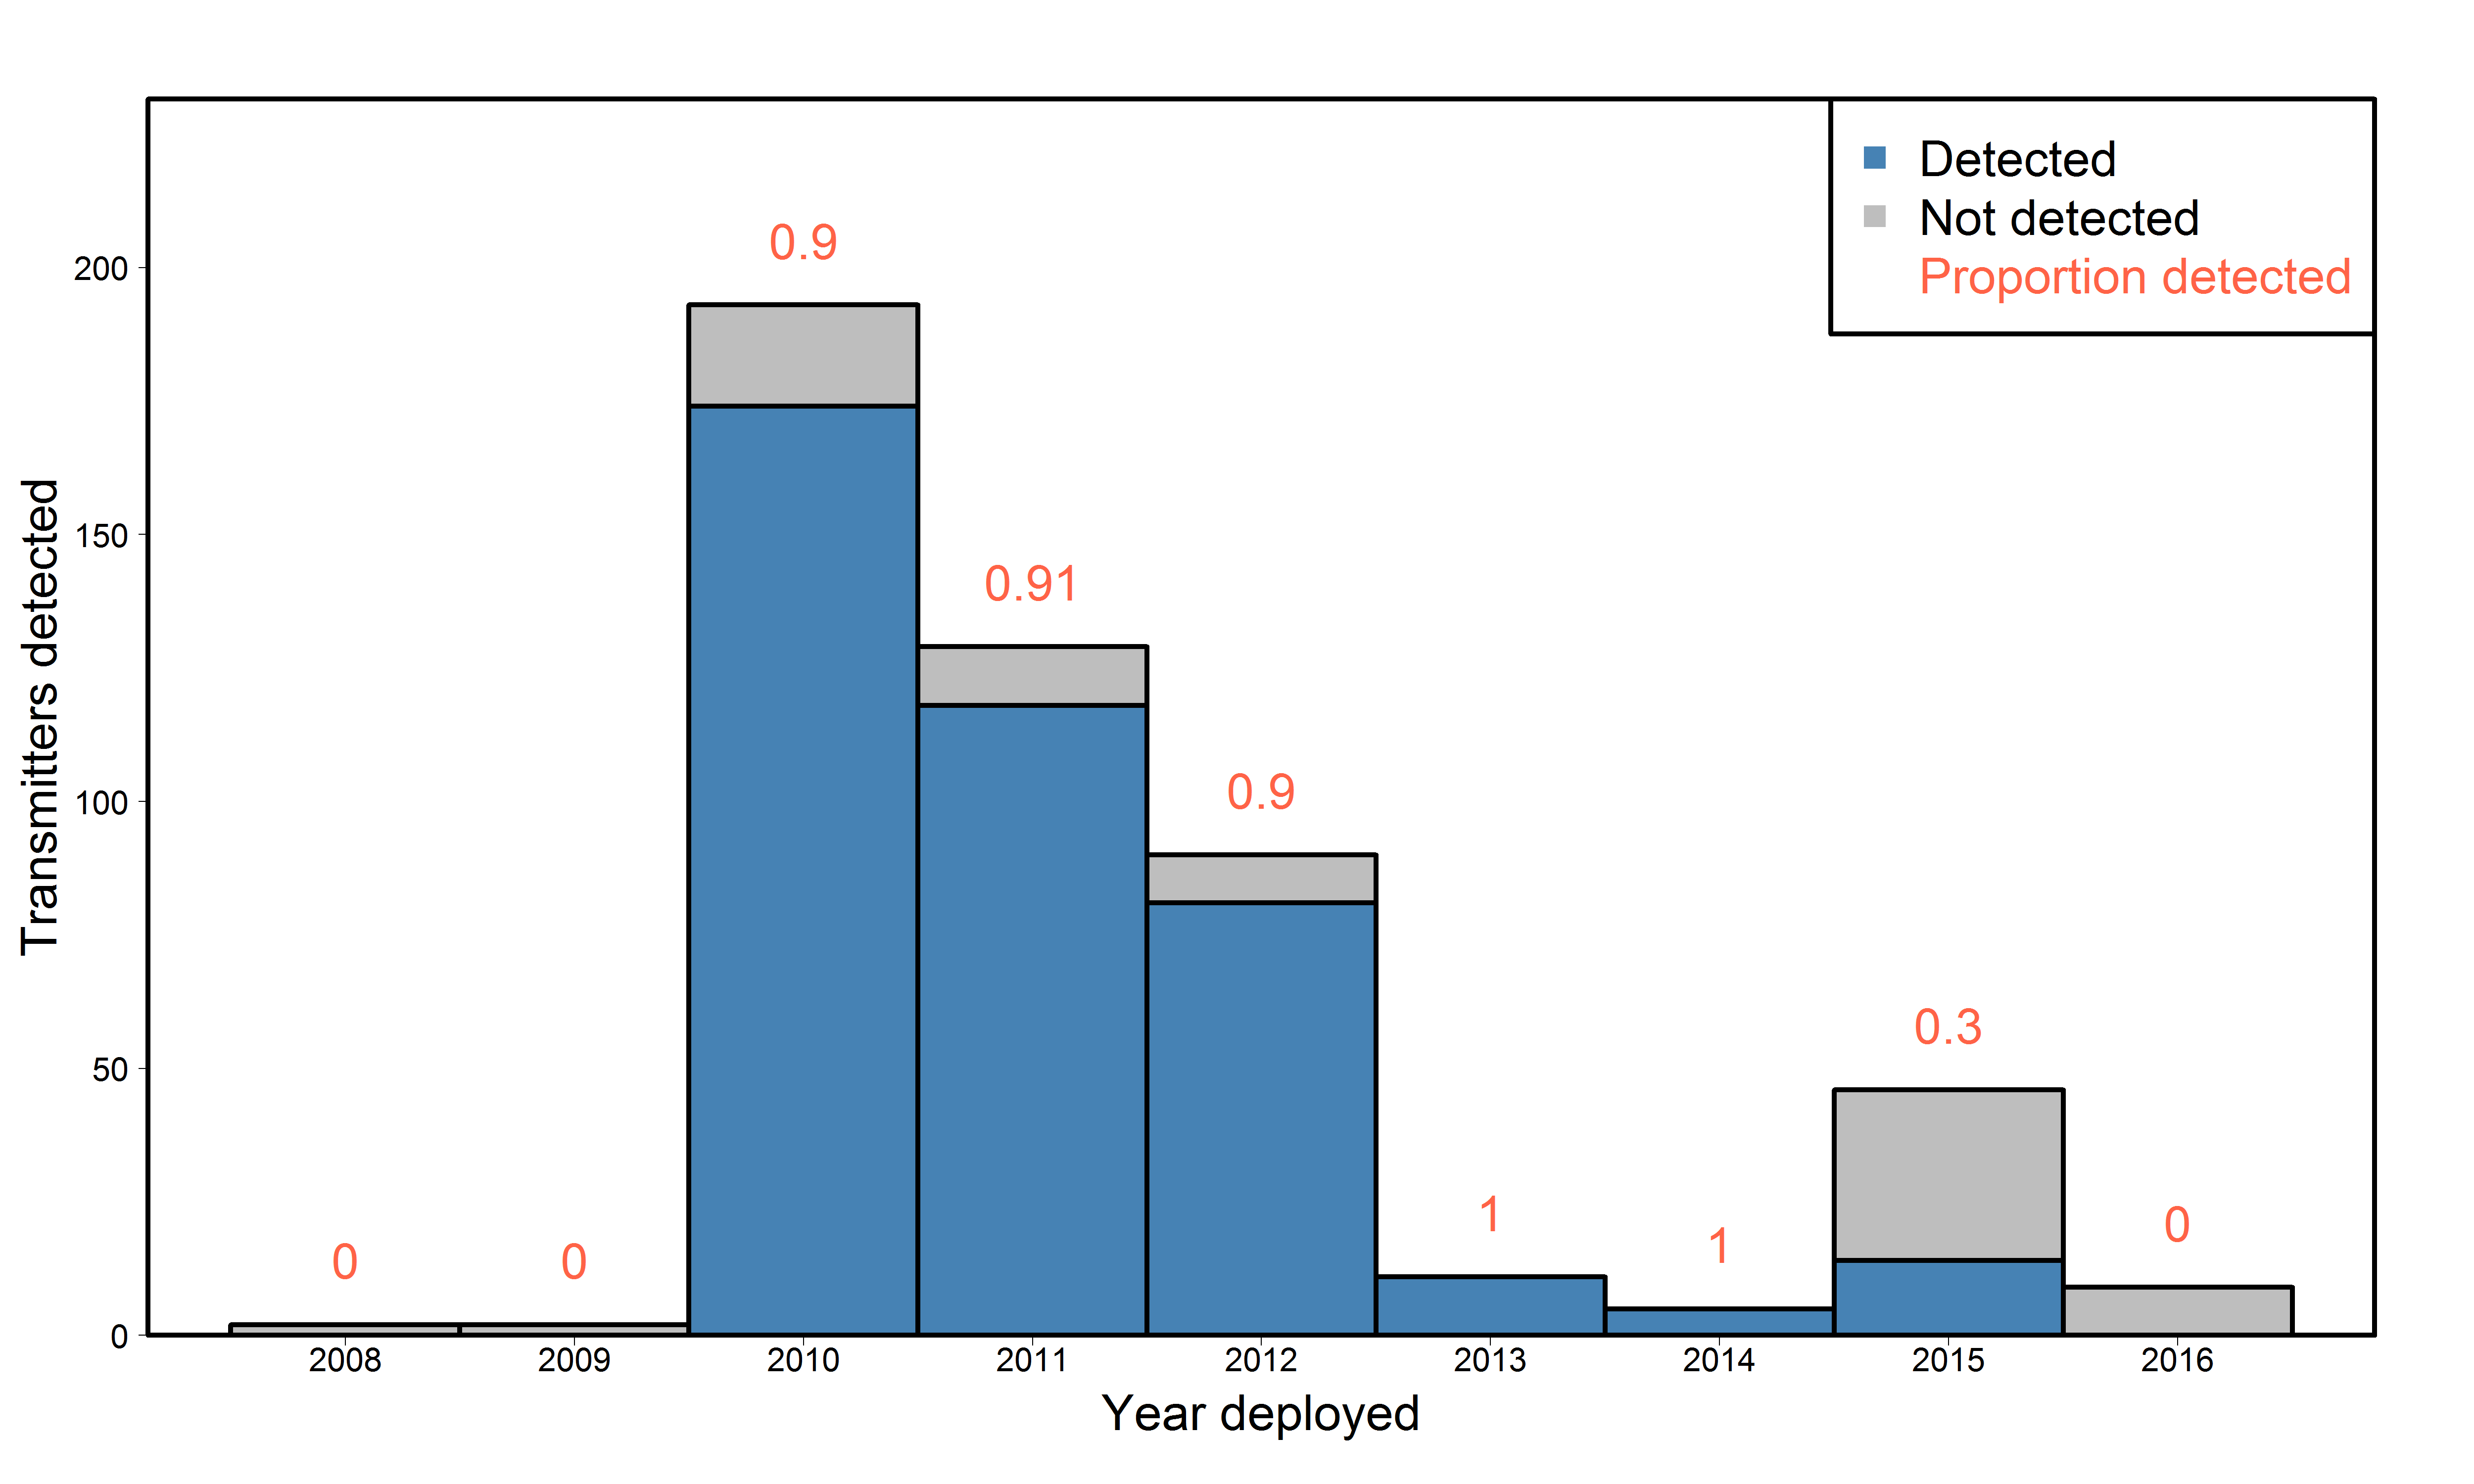 Detected
Not detected
Proportion detected
Transmitters detected
200
150
100
50
0
0.9
0.91
0.9
0.3
1
1
0
0
0
2008 2009 2010 2011 2012 2013 2014 2015 2016
Year deployed